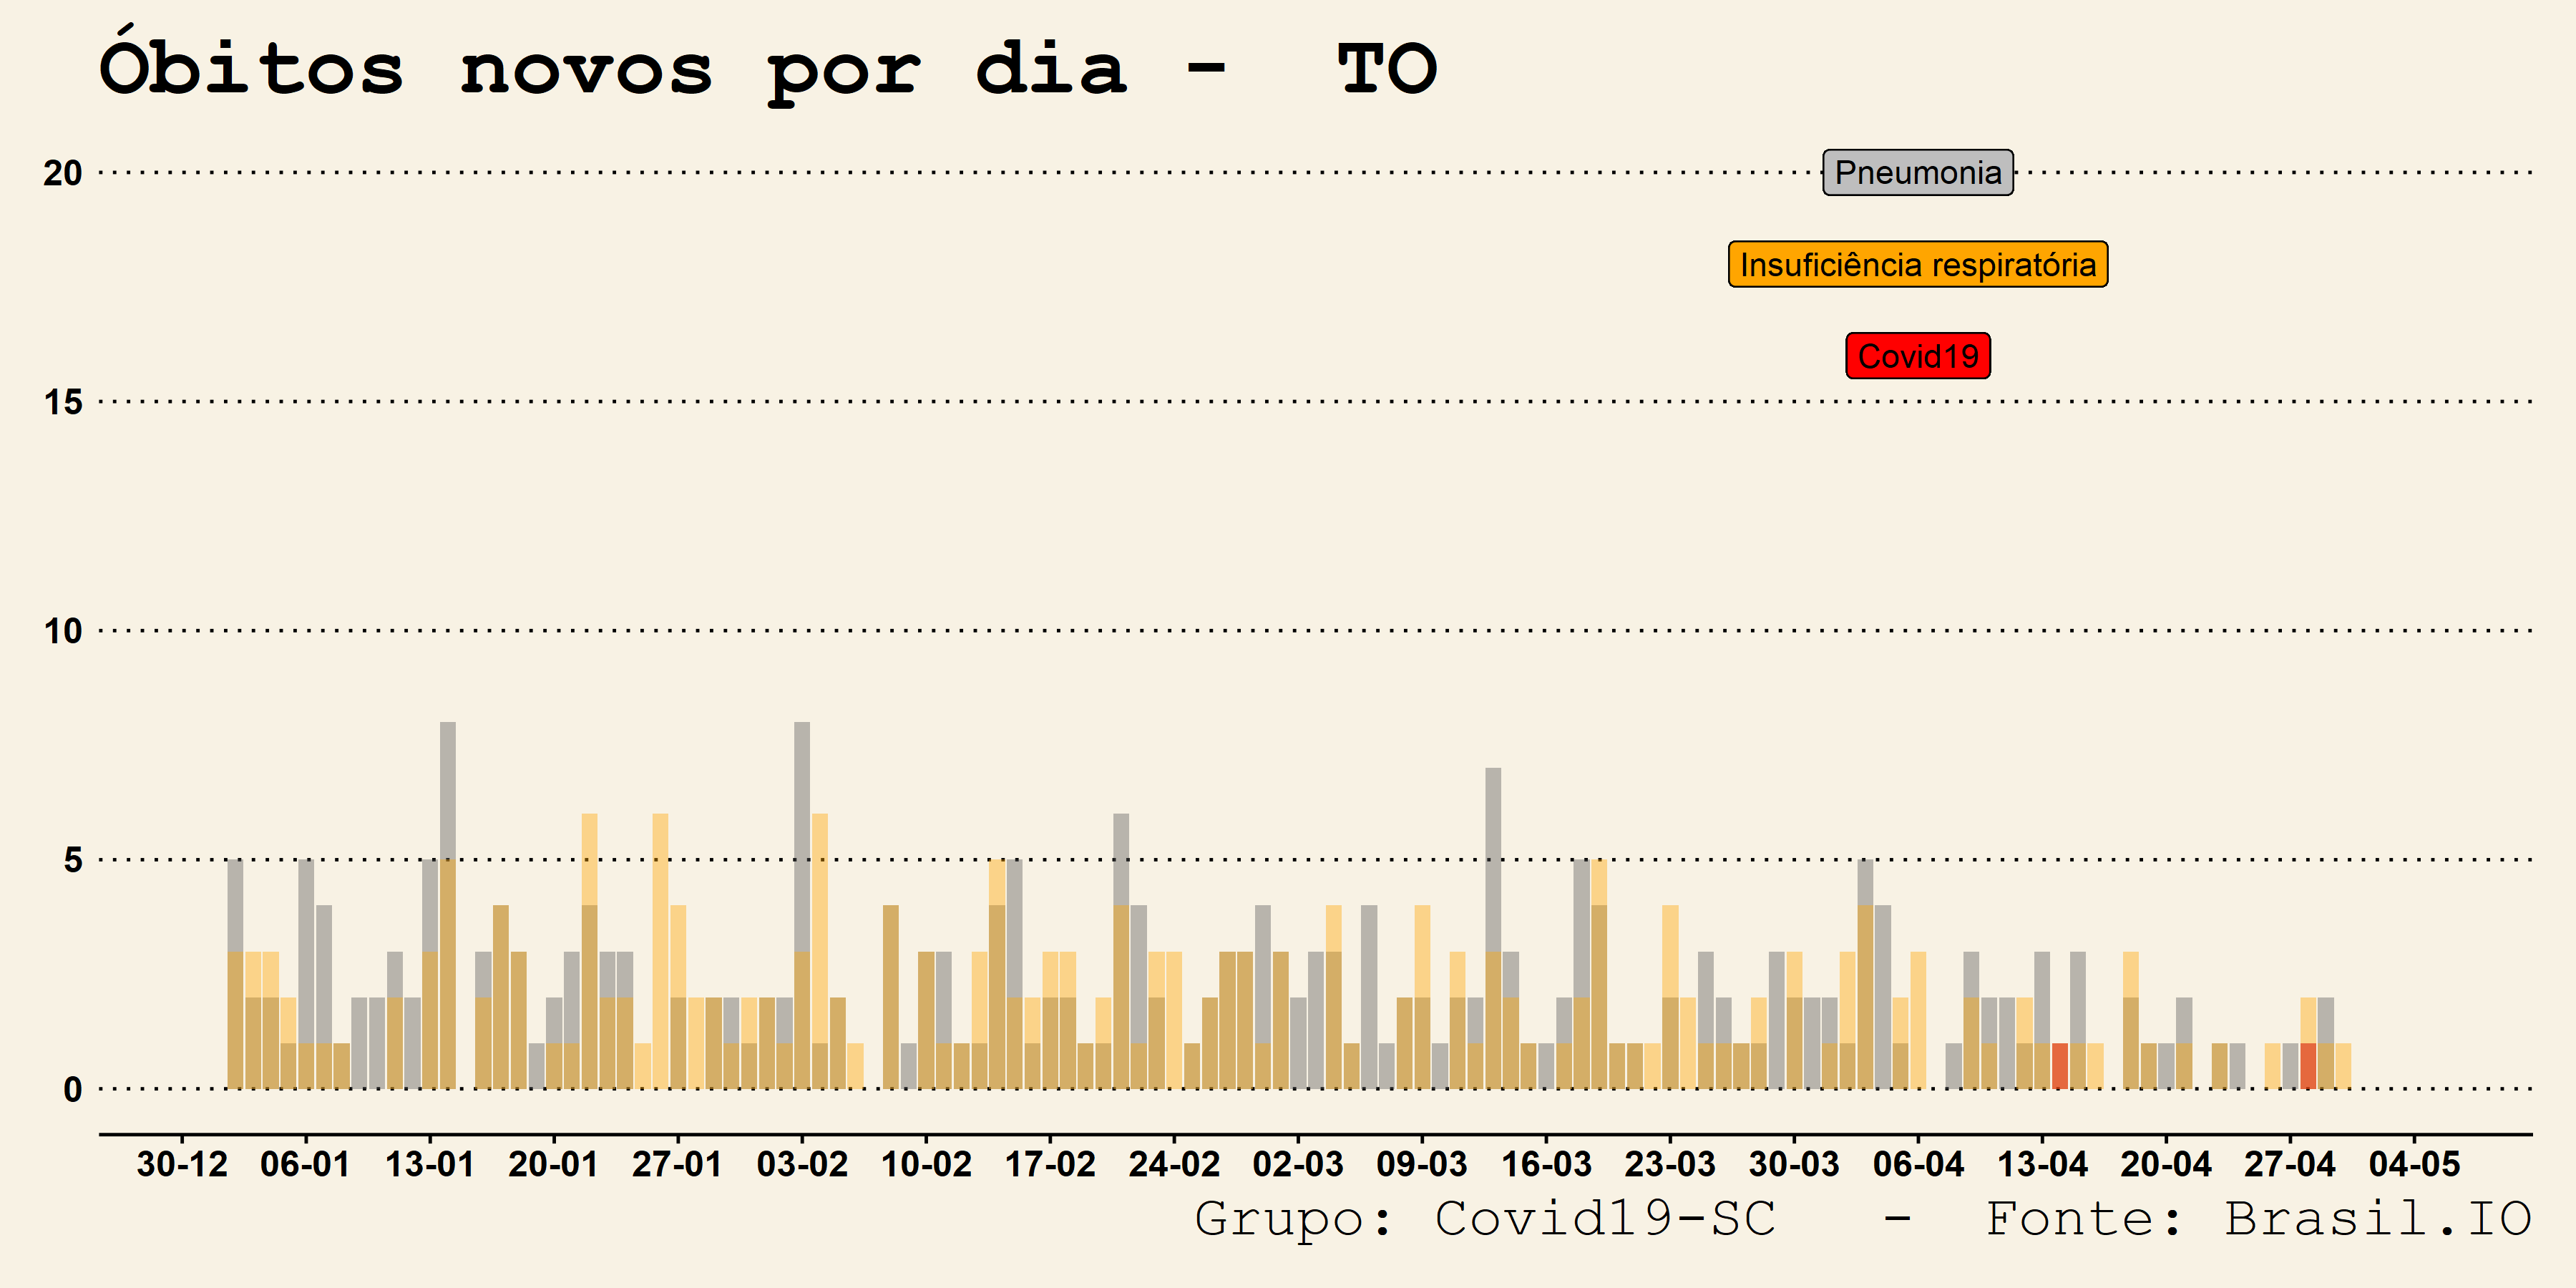 Óbitos novos por dia -  TO
20
Pneumonia
Insuficiência respiratória
Covid19
15
10
5
0
30-12 06-01 13-01 20-01 27-01 03-02 10-02 17-02 24-02 02-03 09-03 16-03 23-03 30-03 06-04 13-04 20-04 27-04 04-05
Grupo: Covid19-SC  -  Fonte: Brasil.IO